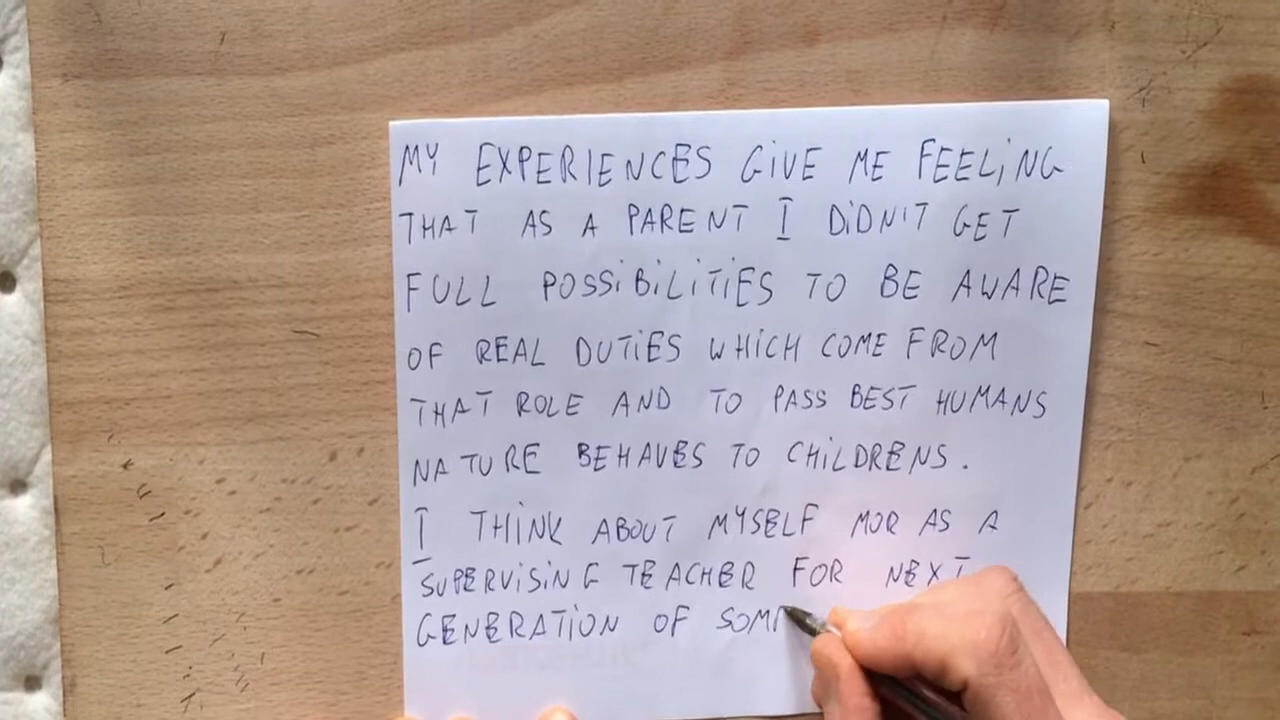 MY EXPERIENCES GIVE ME FEELING
THAT AS A PARENT I DIDN'T GET
FULL POSSIBILITIES TO BE AWARE
OF REAL DUTIES WHICH COME FROM
THAT ROLE AND TO PASS BEST HUMANS
NATURE BEHAVES TO CHILDRENS.
I THINK ABOUT MYSELF MOR AS A
SUPERVISING TEACHER FOR NEXT
GENERATION OF